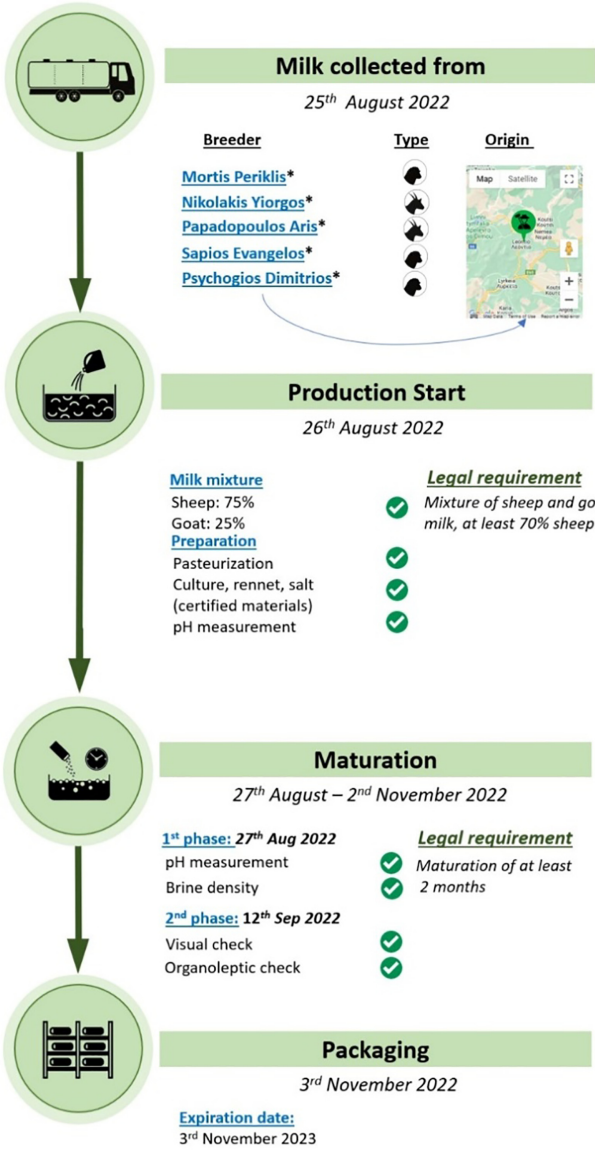 Milk collected from
25th August 2022
Breeder Type Origin
Mortis Periklis*
Nikolakis Yiorgos*
Papadopoulos Aris*
Sapios Evangelos*
Psychogios Dimitrios*
Map Satellite
Production Start
26th August 2022
Milk mixture Legal requirement
Sheep: 75% Mixture of sheep and go
Goat: 25% milk, at least 70% sheep
Preparation
Pasteurization
Culture, rennet, salt
(certified materials)
pH measurement
Maturation
27th August – 2nd November 2022
1st phase: 27th Aug 2022 Legal requirement
pH measurement Maturation of at least
Brine density 2 months
2nd phase: 12th Sep 2022
Visual check
Organoleptic check
Packaging
3rd November 2022
Expiration date:
3rd November 2023